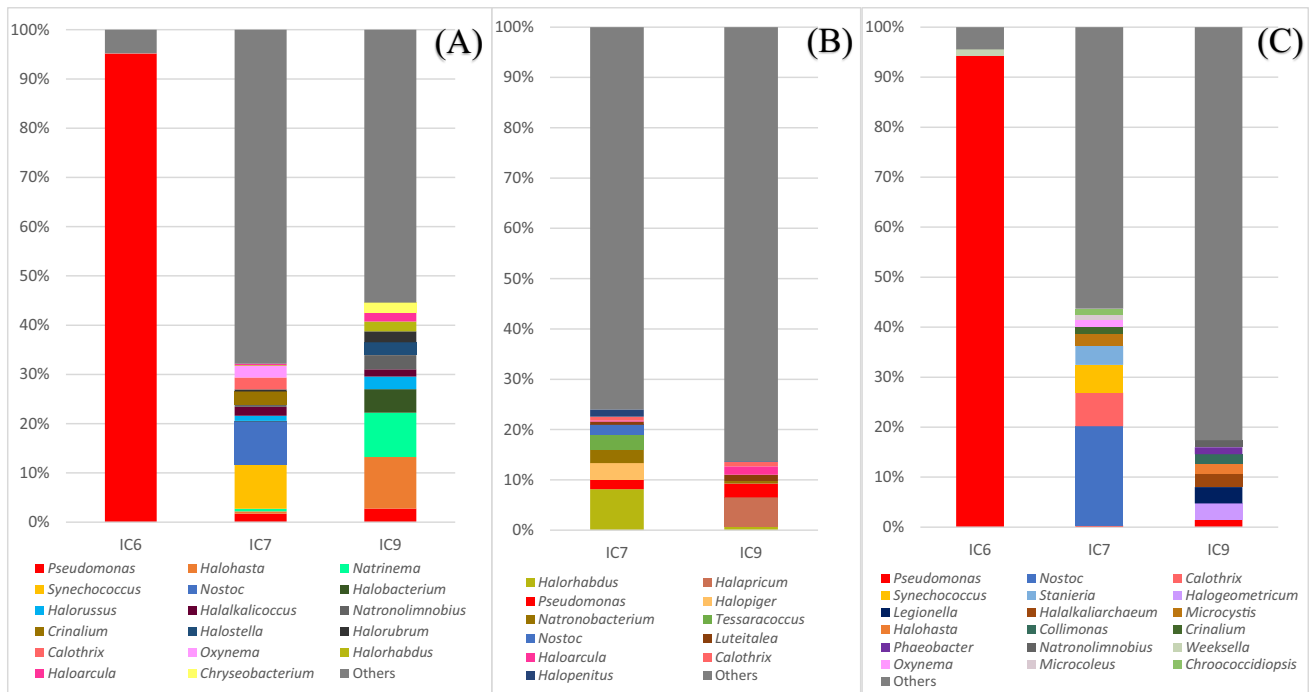 (A)
100%
90%
80%
70%
60%
50%
40%
30%
20%
10%
0%
IC6 IC7 IC9
Pseudomonas Halohasta Natrinema
Synechococcus Nostoc Halobacterium
Halorussus Halalkalicoccus Natronolimnobius
Crinalium Halostella Halorubrum
Calothrix Oxynema Halorhabdus
Haloarcula Chryseobacterium Others
(B)
100%
90%
80%
70%
60%
50%
40%
30%
20%
10%
0%
IC7 IC9
Halorhabdus Halapricum
Pseudomonas Halopiger
Natronobacterium Tessaracoccus
Nostoc Luteitalea
Haloarcula Calothrix
Halopenitus Others
(C)
100%
90%
80%
70%
60%
50%
40%
30%
20%
10%
0%
IC6 IC7 IC9
Pseudomonas Nostoc Calothrix
Synechococcus Stanieria Halogeometricum
Legionella Halalkaliarchaeum Microcystis
Halohasta Collimonas Crinalium
Phaeobacter Natronolimnobius Weeksella
Oxynema Microcoleus Chroococcidiopsis
Others